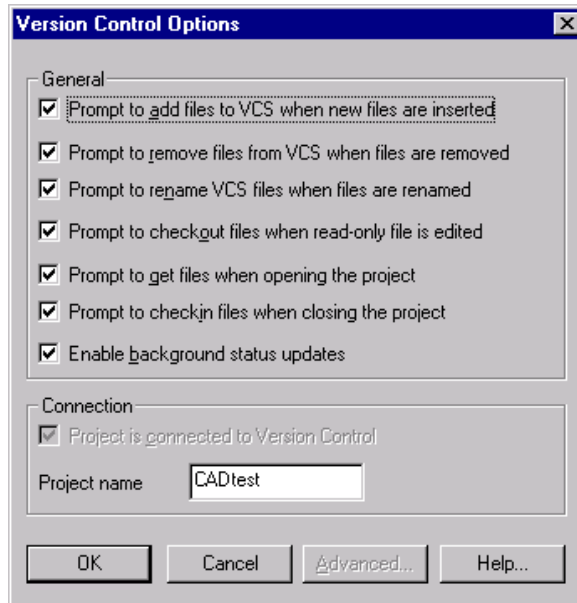 Version Control Options
General
Prompt to add files to VCS when new files are inserted
Prompt to remove files from VCS when files are removed
Prompt to rename VCS files when files are renamed
Prompt to checkout files when read-only file is edited
Prompt to get files when opening the project
Prompt to checkin files when closing the project
Enable background status updates
Connection
Project is connected to Version Control
Project name CADtest
OK Cancel Advanced... Help...